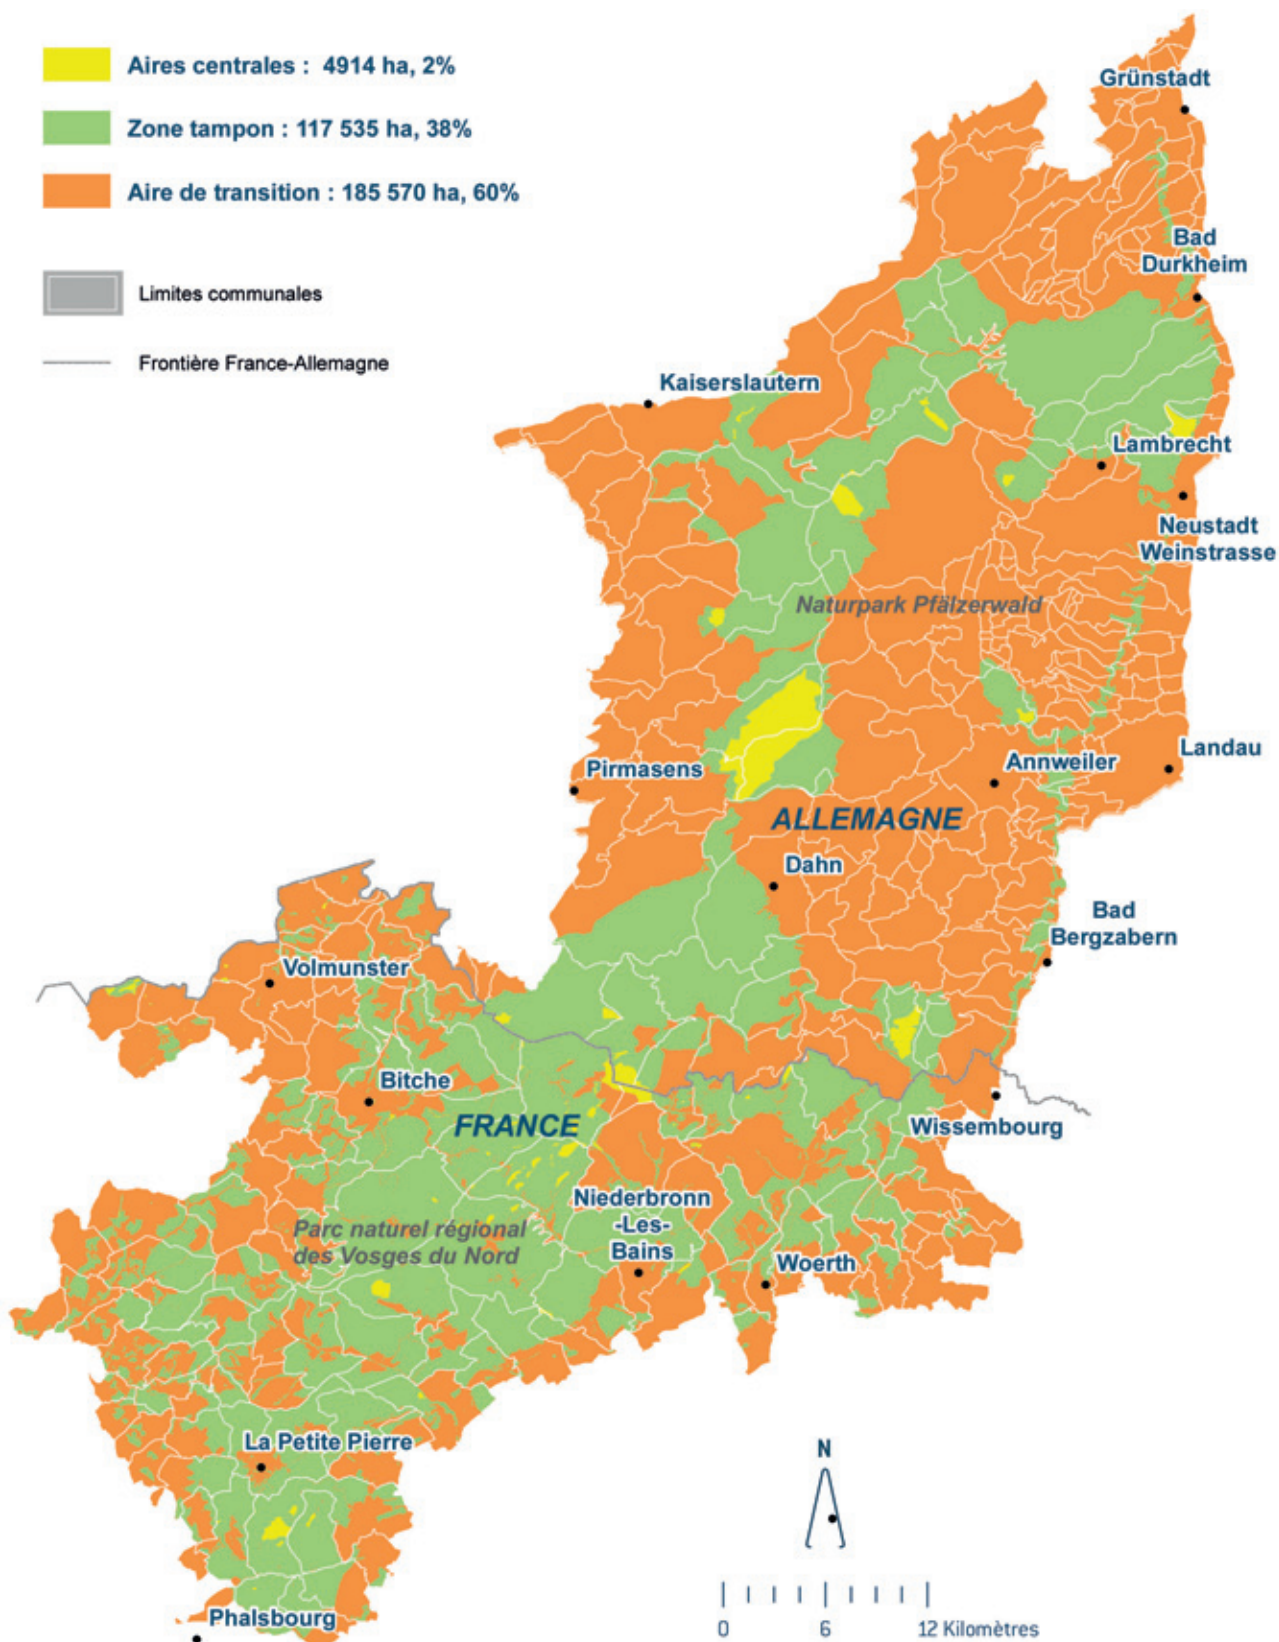 Aires centrales : 4914 ha, 2%
Zone tampon : 117 535 ha, 38%
Aire de transition : 185 570 ha, 60%
Limites communales
Frontière France-Allemagne
Grünstadt
Bad
Durkheim
Kaiserslautern
Lambrecht
Neustadt
Weinstrasse
Naturpark Pfälzerwald
Landau
Annweiler
Pirmasens
ALLEMAGNE
Dahn
Bad
Bergzabern
Volmunster
Bitche
FRANCE
Wissembourg
Niederbronn
-Les-
Bains
Parc naturel régional
des Vosges du Nord
Woerth
La Petite Pierre
N
Phalsbourg
0 6 12 Kilomètres